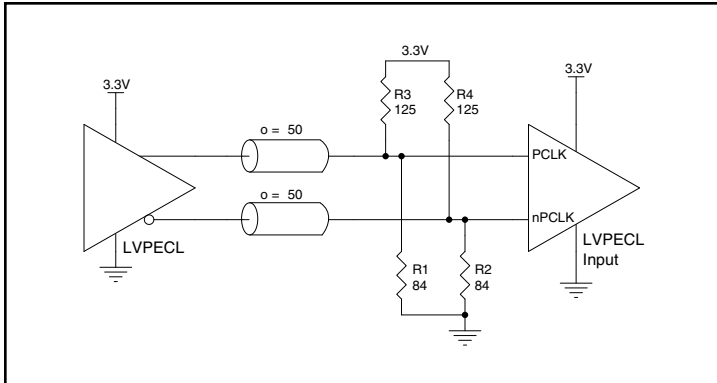 3.3V
3.3V
3.3V
R3
125
R4
125
o = 50
o = 50
PCLK
nPCLK
LVPECL
LVPECL
Input
R1
84
R2
84